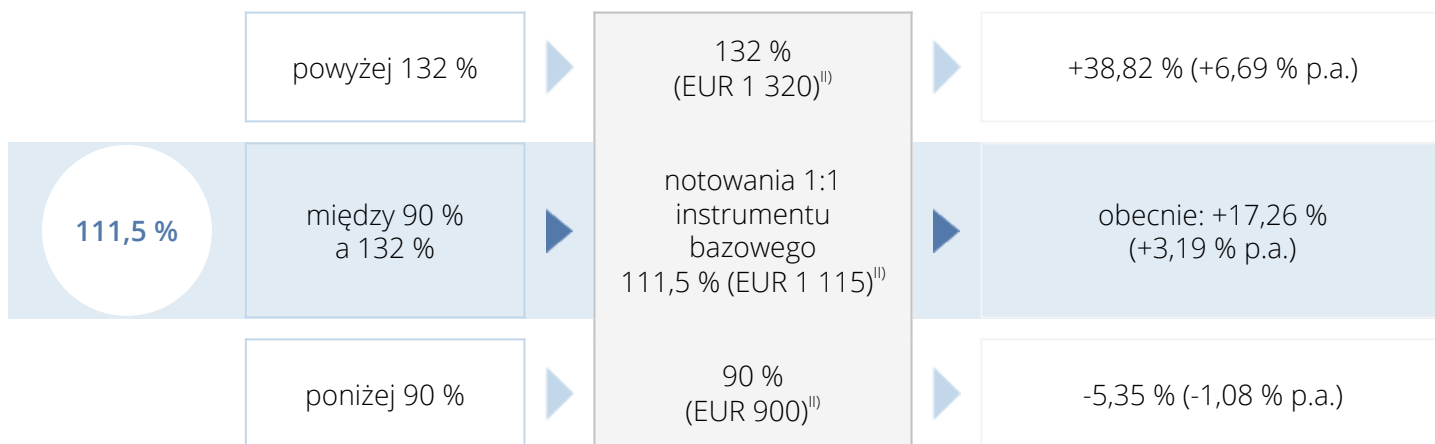 powyżej 132 %
132 %
(EUR 1 320)II)
+38,82 % (+6,69 % p.a.)
111,5 %
między 90 %
a 132 %
notowania 1:1
instrumentu
bazowego
111,5 % (EUR 1 115)II)
obecnie: +17,26 %
(+3,19 % p.a.)
poniżej 90 %
90 %
(EUR 900)II)
-5,35 % (-1,08 % p.a.)